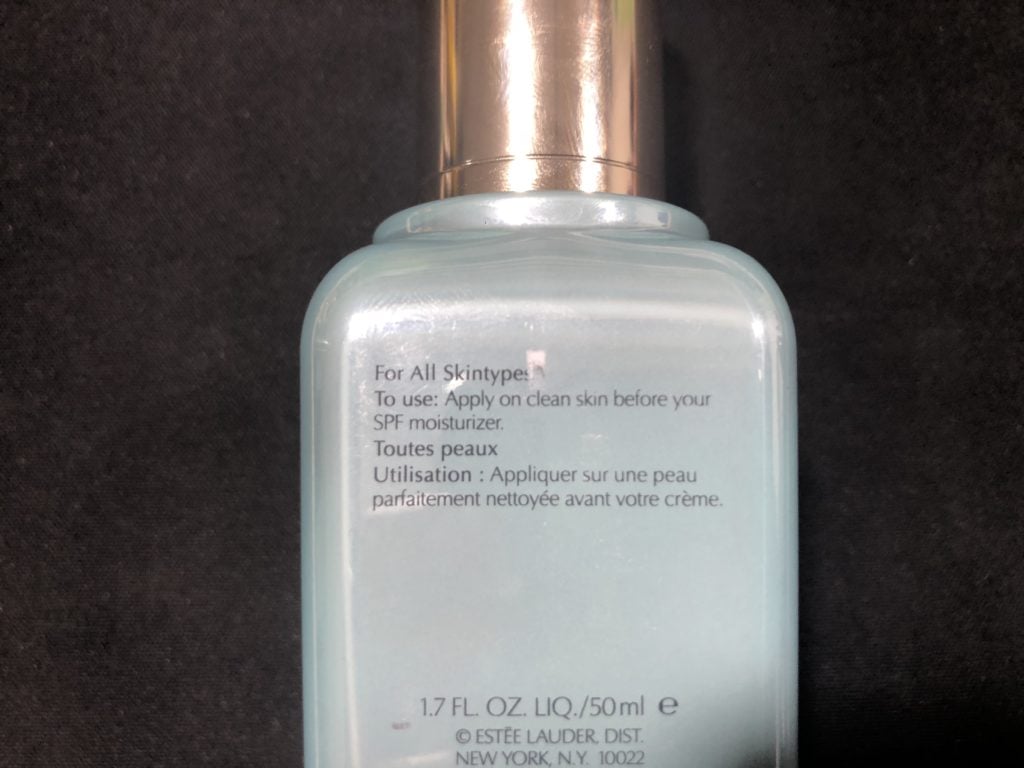 For All Skintypes
To use: Apply on clean skin before your
SPF moisturizer.
Toutes peaux
Utilisation : Appliquer sur une peau
parfaitement nettoyée avant votre crème.
1.7 FL. OZ. LIQ./50ml ℮
© ESTĒE LAUDER, DIST.
NEW YORK, N.Y. 10022